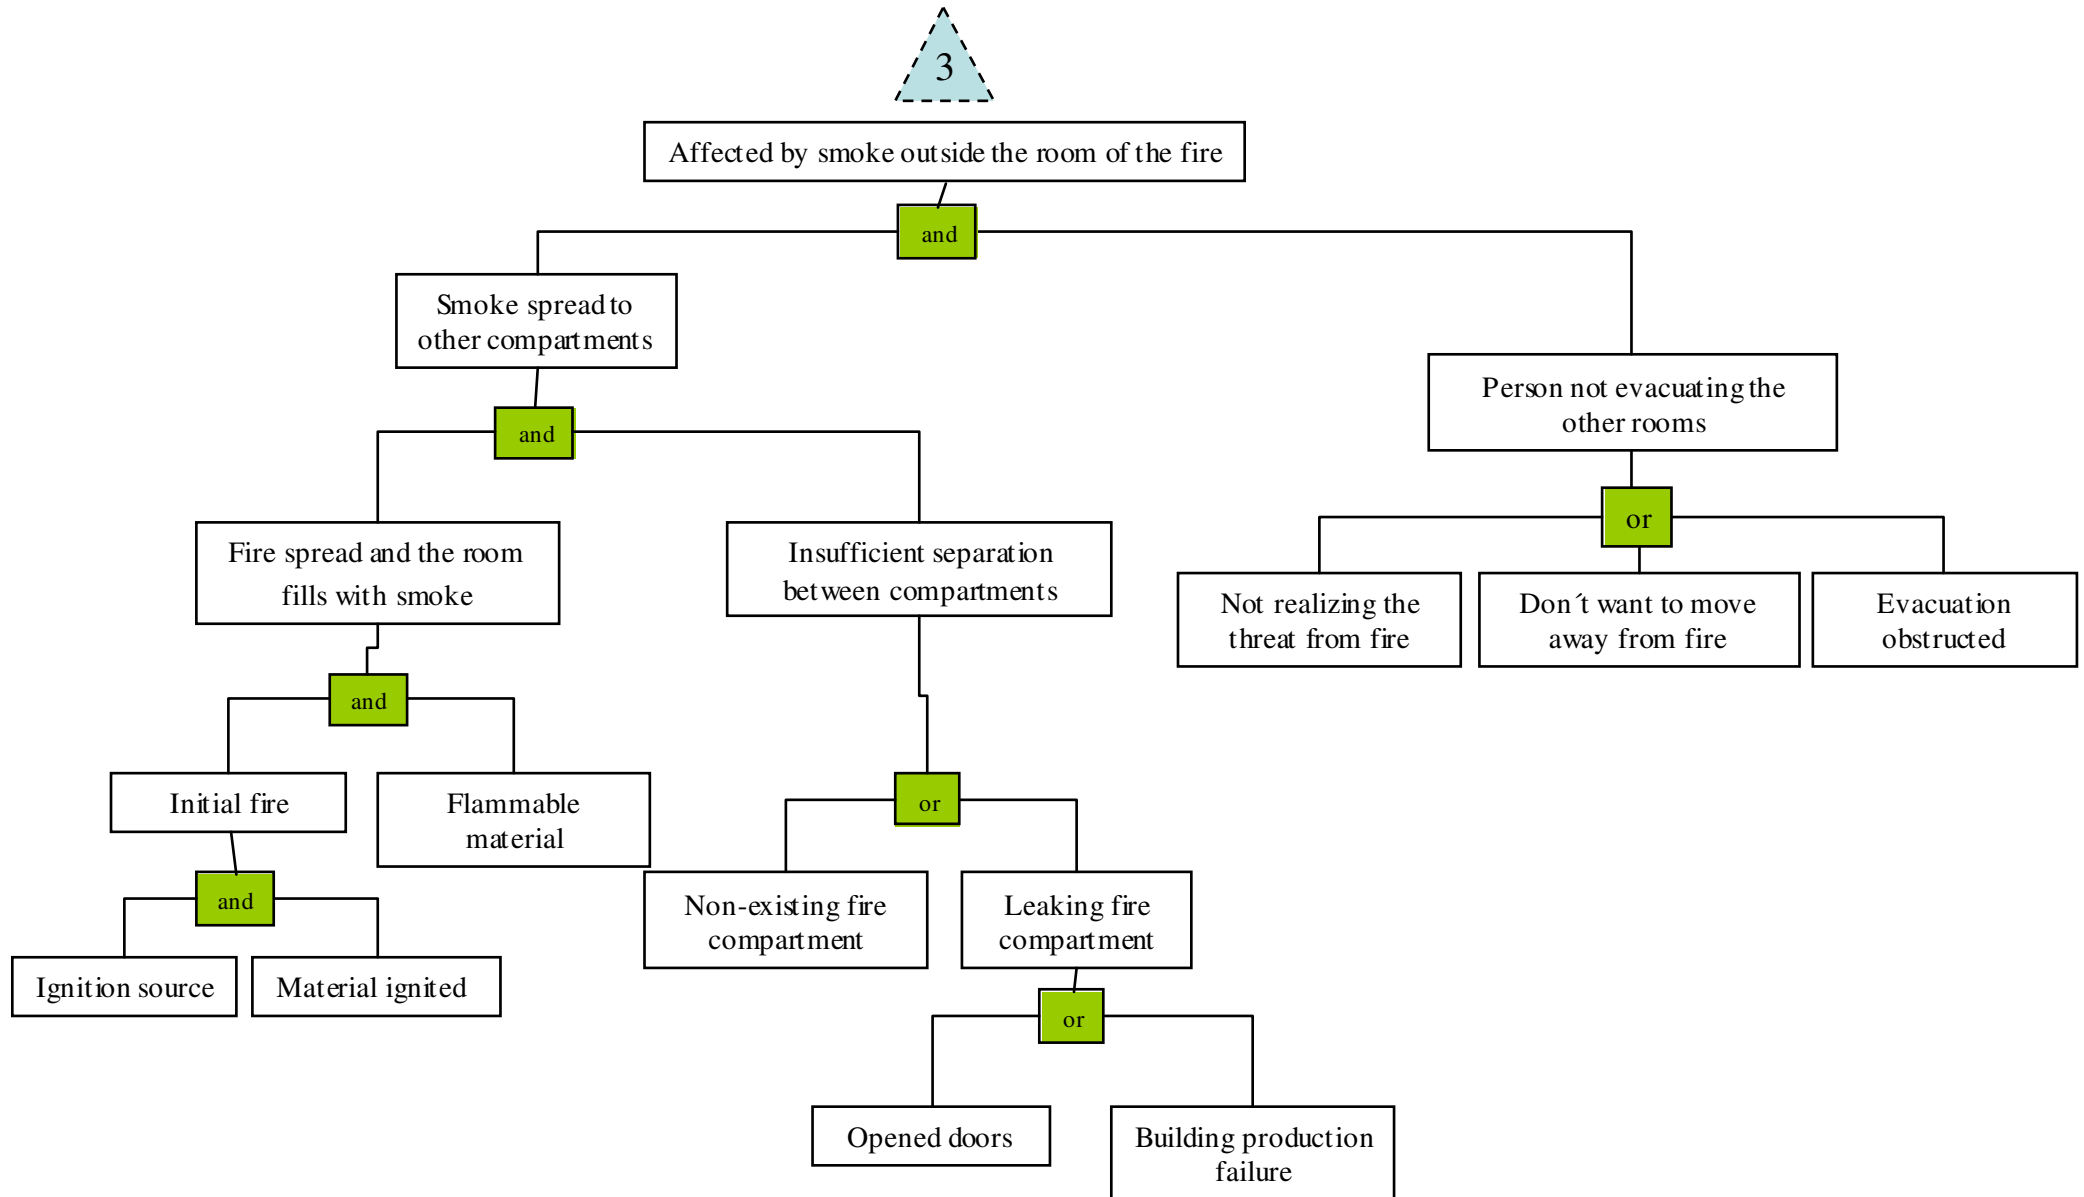 3
Affected by smoke outside the room of the fire
and
Smoke spread to
other compartments
Person not evacuating the
other rooms
and
or
Fire spread and the room
fills with smoke
Insufficient separation
between compartments
Not realizing the
threat from fire
Don´t want to move
away from fire
Evacuation
obstructed
and
or
Initial fire
Flammable
material
and
Non-existing fire
compartment
Leaking fire
compartment
Ignition source
Material ignited
or
Opened doors
Building production
failure